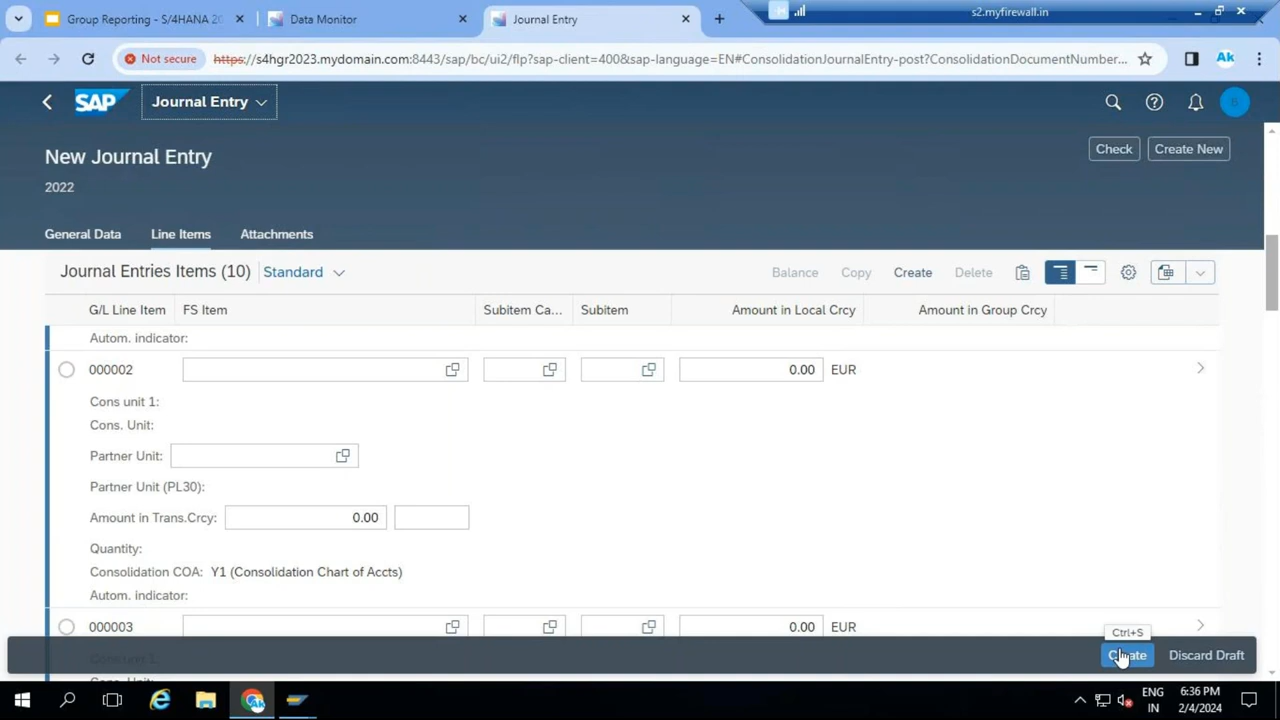 Group Reporting - S/4HANA 20
Data Monitor
Journal Entry
s2.myfirewall.in
Not secure
https://s4hgr2023.mydomain.com:8443/sap/bc/ui2/flp?sap-client=400&sap-language=EN#ConsolidationJournalEntry-post?ConsolidationDocumentNumber...
Ak
SAP
Journal Entry
New Journal Entry
Check
Create New
2022
General Data
Line Items
Attachments
Journal Entries Items (10)
Standard
Balance
Copy
Create
Delete
G/L Line Item
FS Item
Subitem Ca...
Subitem
Amount in Local Crcy
Amount in Group Crcy
Autom. indicator:
000002
0.00
EUR
Cons unit 1:
Cons. Unit:
Partner Unit:
Partner Unit (PL30):
Amount in Trans.Crcy:
0.00
Quantity:
Consolidation COA: Y1 (Consolidation Chart of Accts)
Autom. indicator:
000003
0.00
EUR
Ctrl+S
Cons unit 1:
Create
Discard Draft
Cons. Unit:
Ak
ENG
IN
6:36 PM
2/4/2024